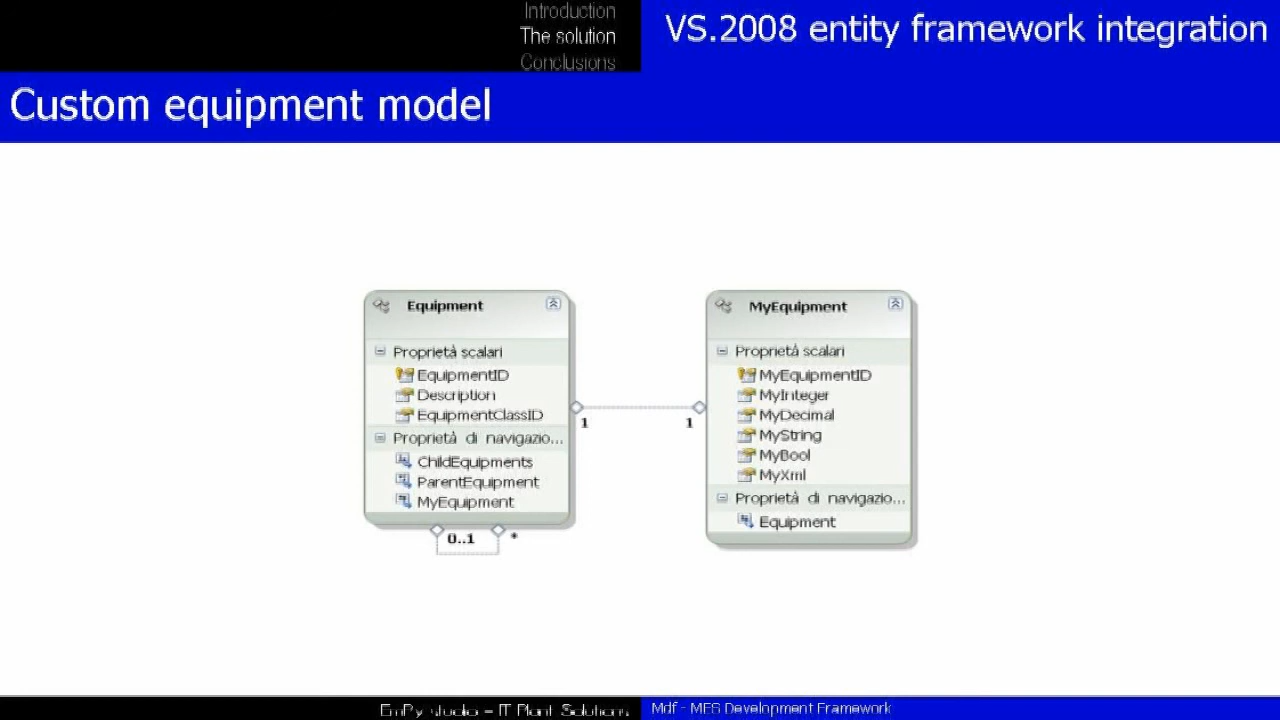 Introduction
The solution
Conclusions
VS.2008 entity framework integration
Custom equipment model
Equipment
Proprietà scalari
EquipmentID
Description
EquipmentClassID
Proprietà di navigazio...
ChildEquipments
ParentEquipment
MyEquipment
0..1
*
1
1
MyEquipment
Proprietà scalari
MyEquipmentID
MyInteger
MyDecimal
MyString
MyBool
MyXml
Proprietà di navigazio...
Equipment
studio - IT Plant Solutions
Mdf - MES Development Framework